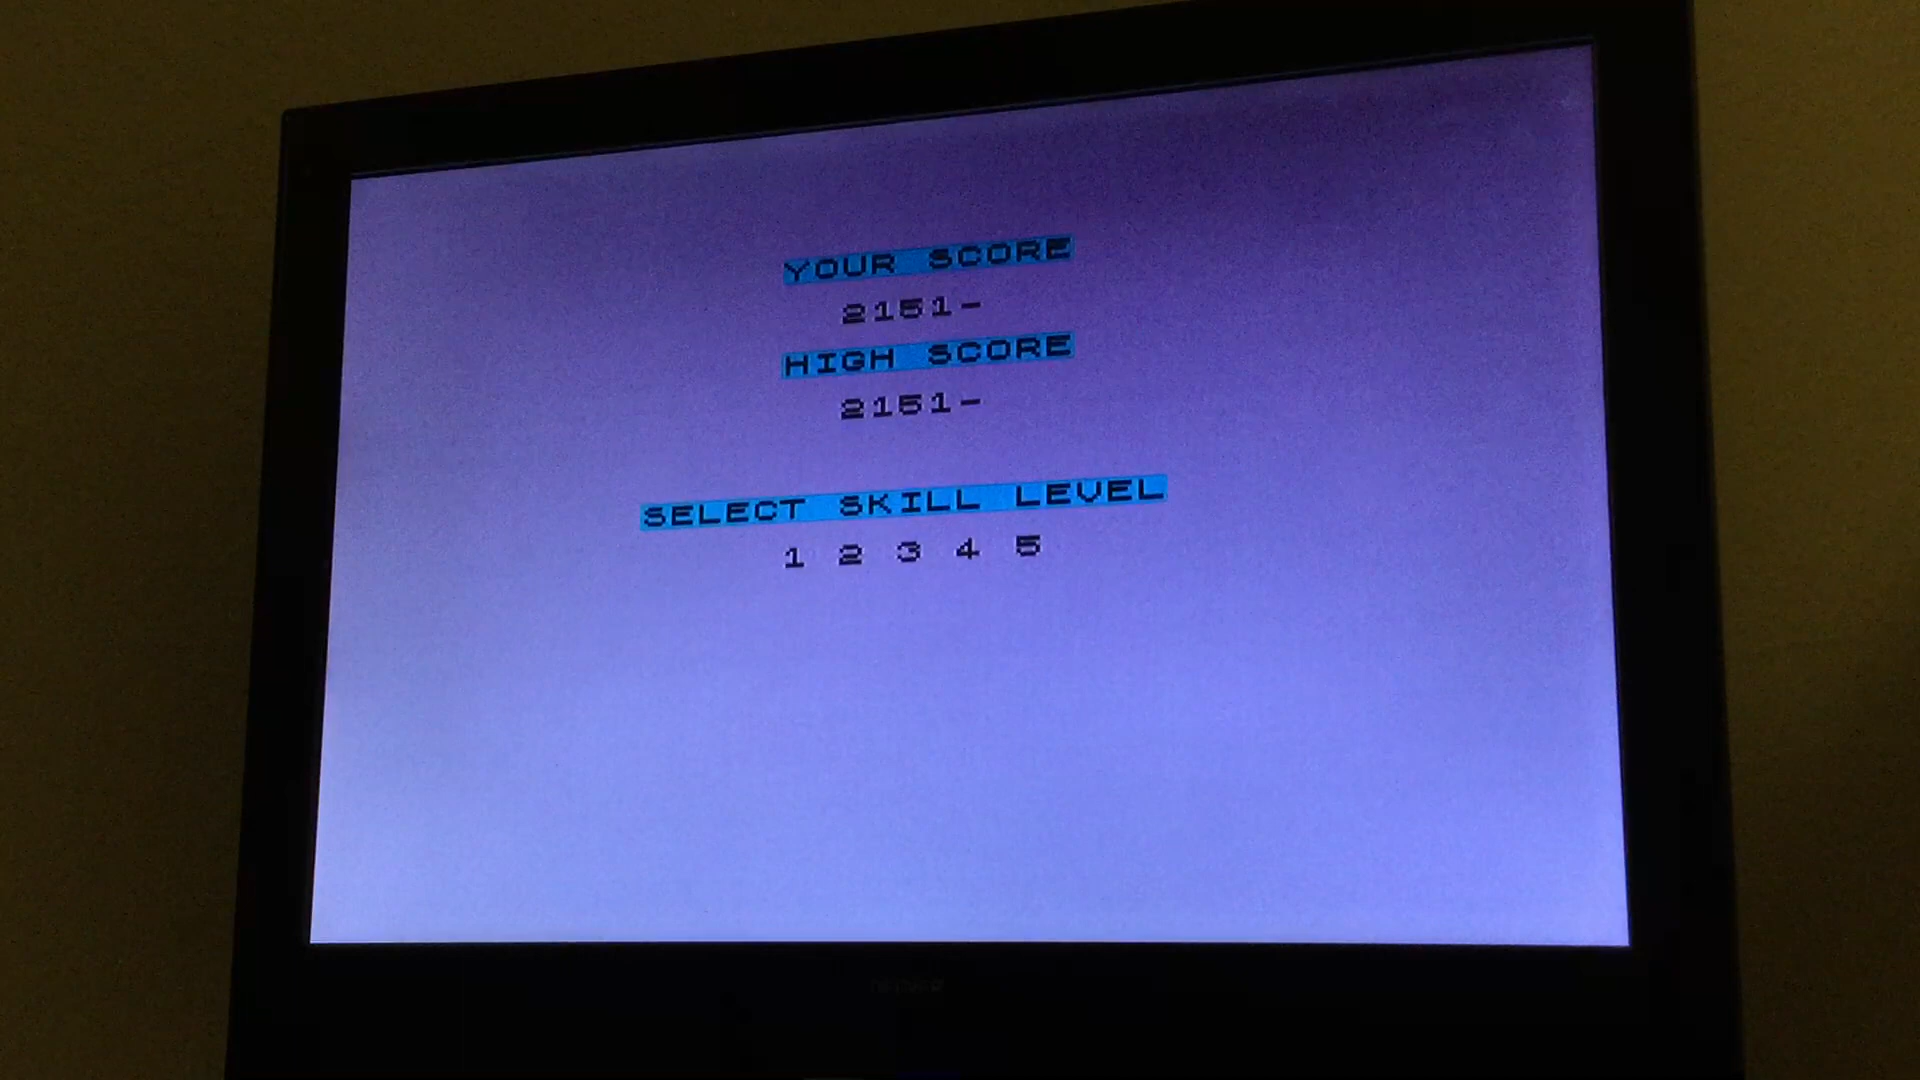 YOUR SCORE
2151-
HIGH SCORE
2151-
SELECT SKILL LEVEL
1 2 3 4 5